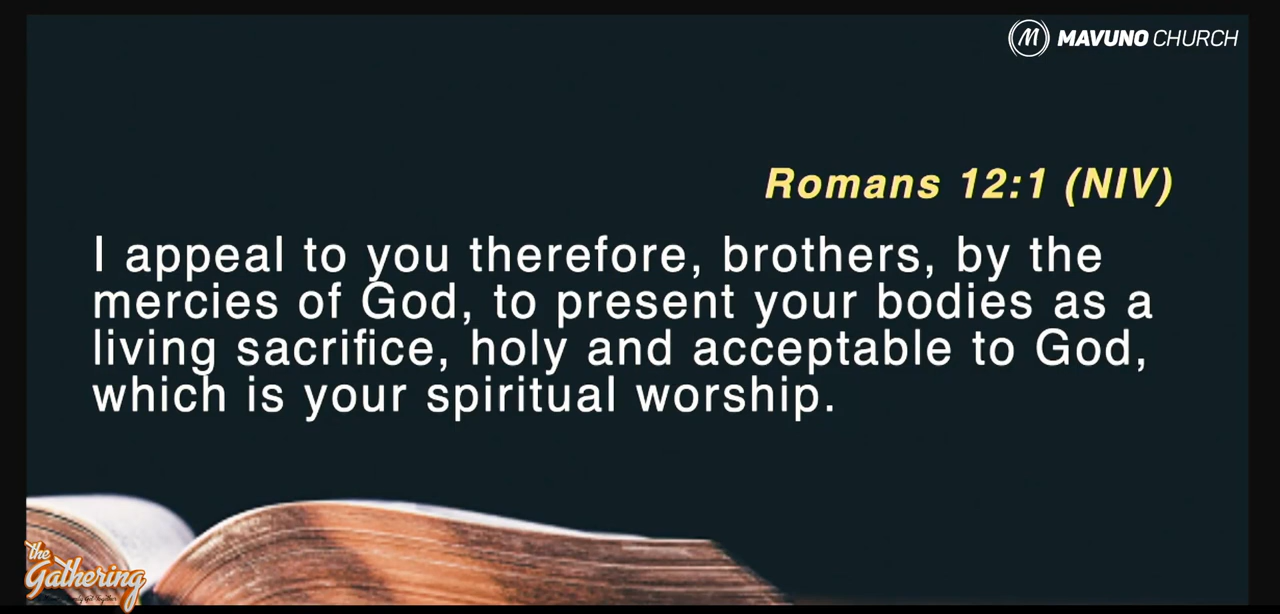 MAVUNO CHURCH
Romans 12:1 (NIV)
I appeal to you therefore, brothers, by the
mercies of God, to present your bodies as a
living sacrifice, holy and acceptable to God,
which is your spiritual worship.
the
Gathering